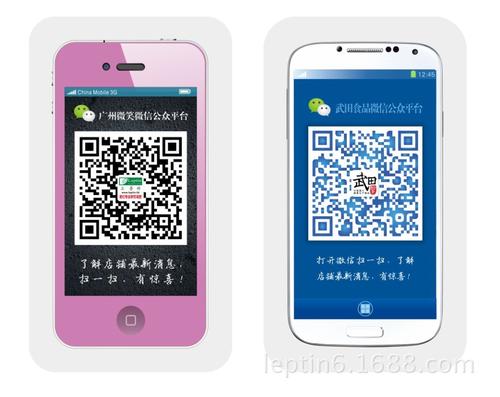 China Mobile 3G
广州微笑微信公众平台
了解店铺最新消息，
扫一扫，有惊喜！
12:45
武田食品微信公众平台
武田
打开微信扫一扫，了解
店铺最新消息，有惊喜！
leptin6.1688.com